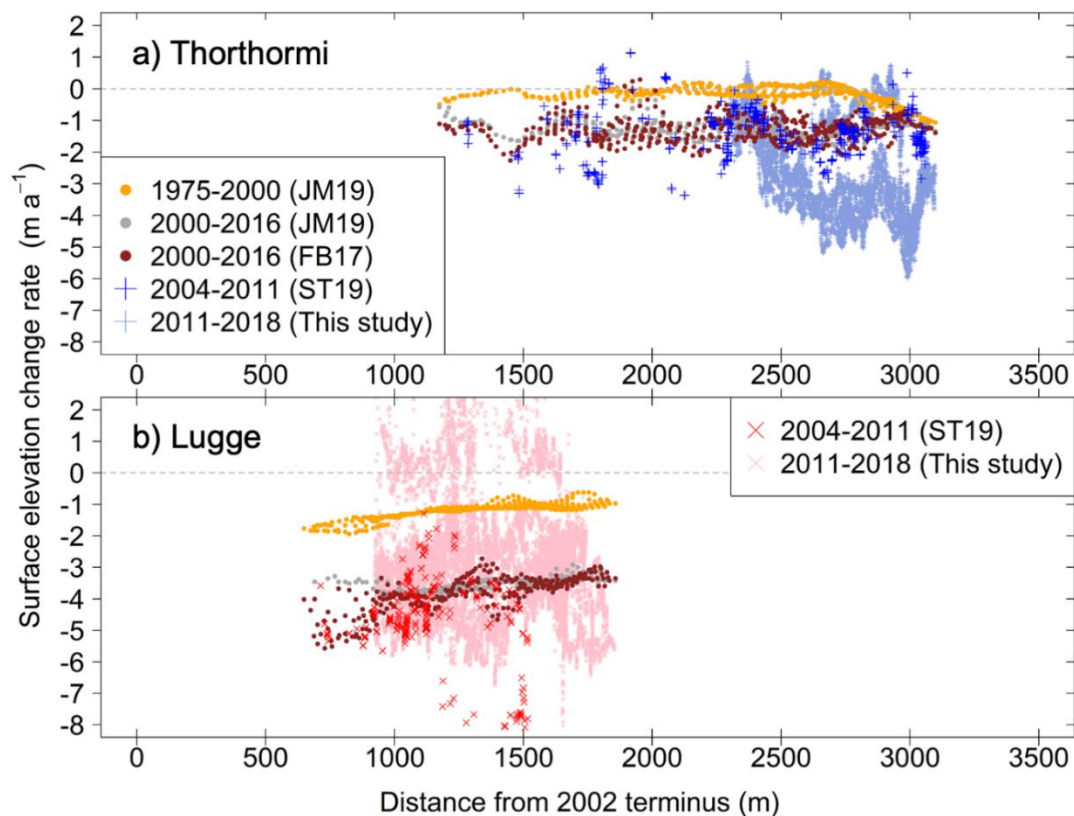 2
1
0
-1
-2
-3
-4
-5
-6
-7
-8
a) Thorthormi
1975-2000 (JM19)
2000-2016 (JM19)
2000-2016 (FB17)
2004-2011 (ST19)
2011-2018 (This study)
0 500 1000 1500 2000 2500 3000 3500
Surface elevation change rate (m a⁻¹)
2
1
0
-1
-2
-3
-4
-5
-6
-7
-8
b) Lugge
2004-2011 (ST19)
2011-2018 (This study)
0 500 1000 1500 2000 2500 3000 3500
Distance from 2002 terminus (m)